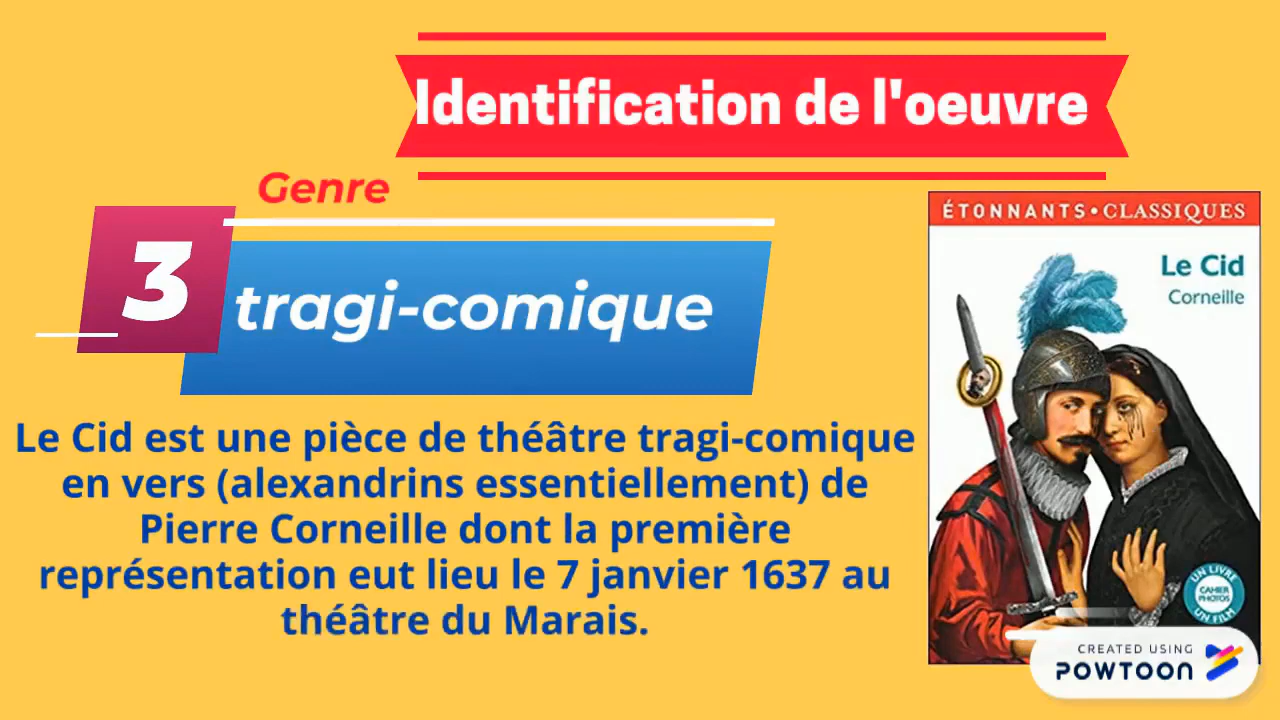 Identification de l'oeuvre
Genre
3
tragi-comique
Le Cid est une pièce de théâtre tragi-comique
en vers (alexandrins essentiellement) de
Pierre Corneille dont la première
représentation eut lieu le 7 janvier 1637 au
théâtre du Marais.
ÉTONNANTS•CLASSIQUES
Le Cid
Corneille
UN LIVRE
CAHIER
PHOTOS
UN FILM
CREATED USING
POWTOON